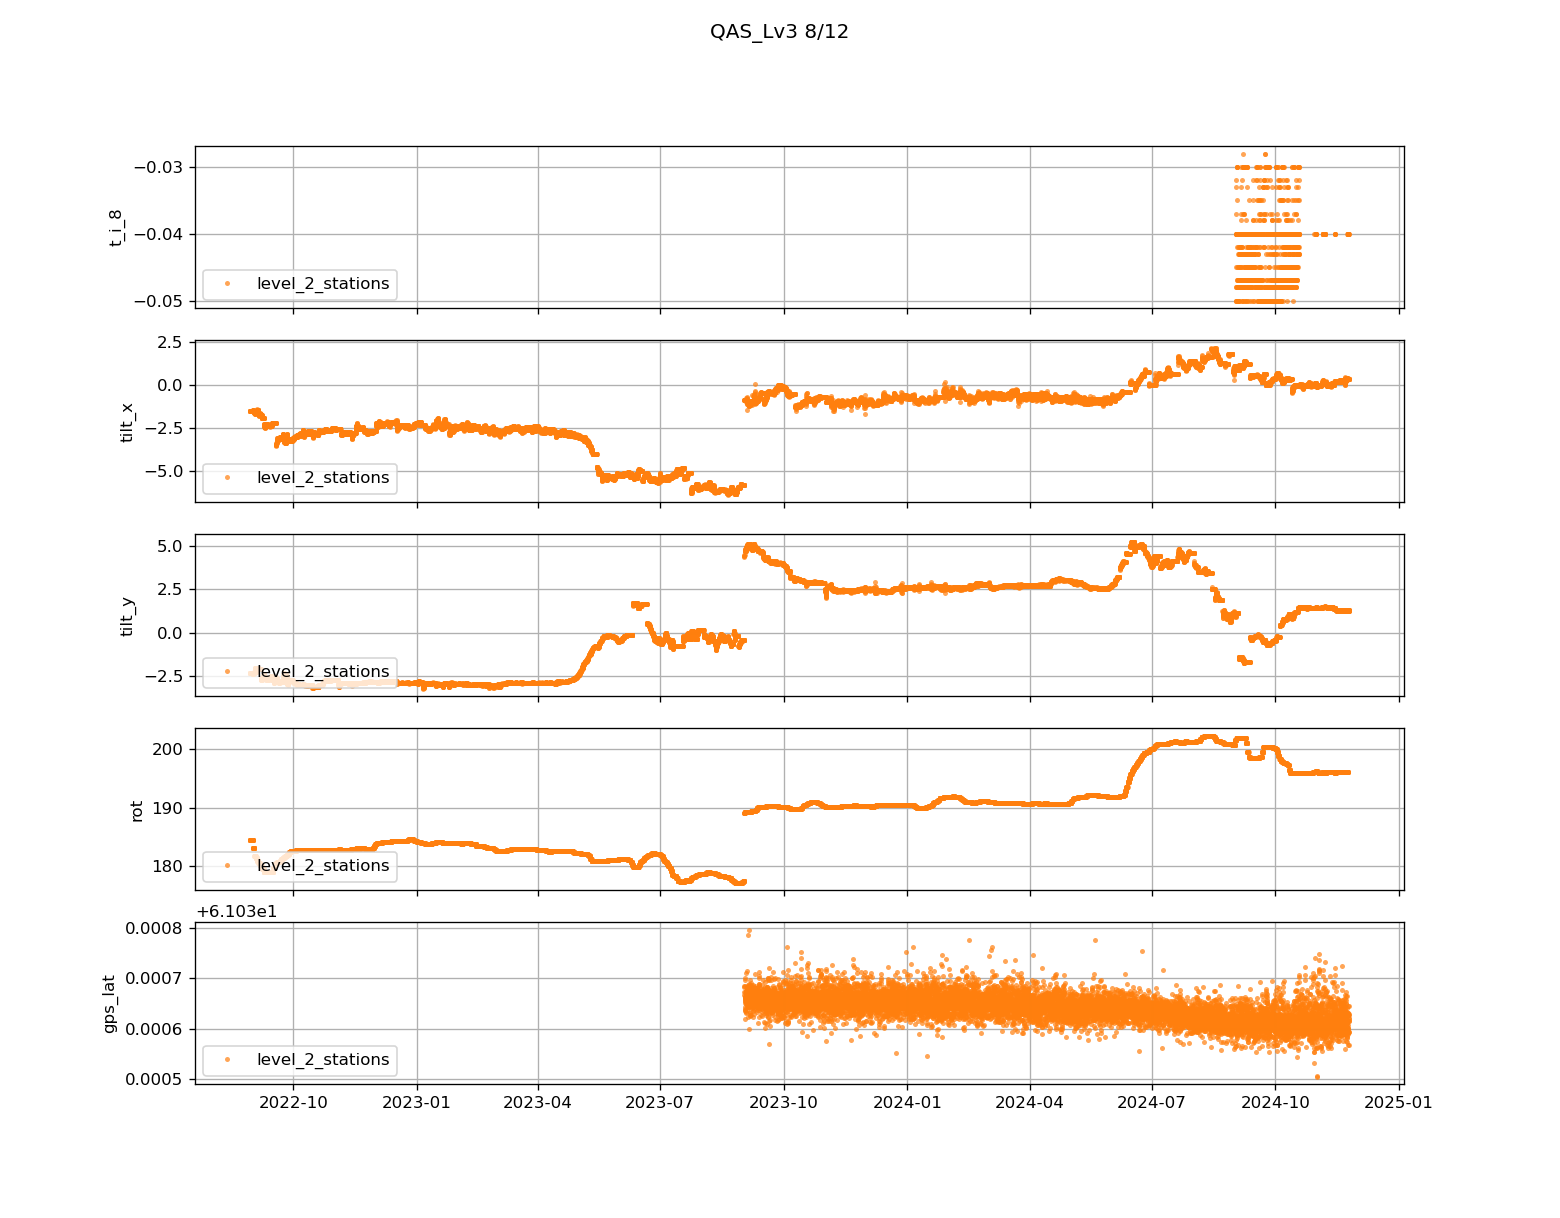 QAS_Lv3 8/12
−0.03
−0.04
−0.05
t_i_8
level_2_stations
2.5
0.0
−2.5
−5.0
tilt_x
level_2_stations
5.0
2.5
0.0
−2.5
tilt_y
level_2_stations
200
190
180
rot
level_2_stations
+6.103e1
0.0008
0.0007
0.0006
0.0005
gps_lat
level_2_stations
2022-10 2023-01 2023-04 2023-07 2023-10 2024-01 2024-04 2024-07 2024-10 2025-01